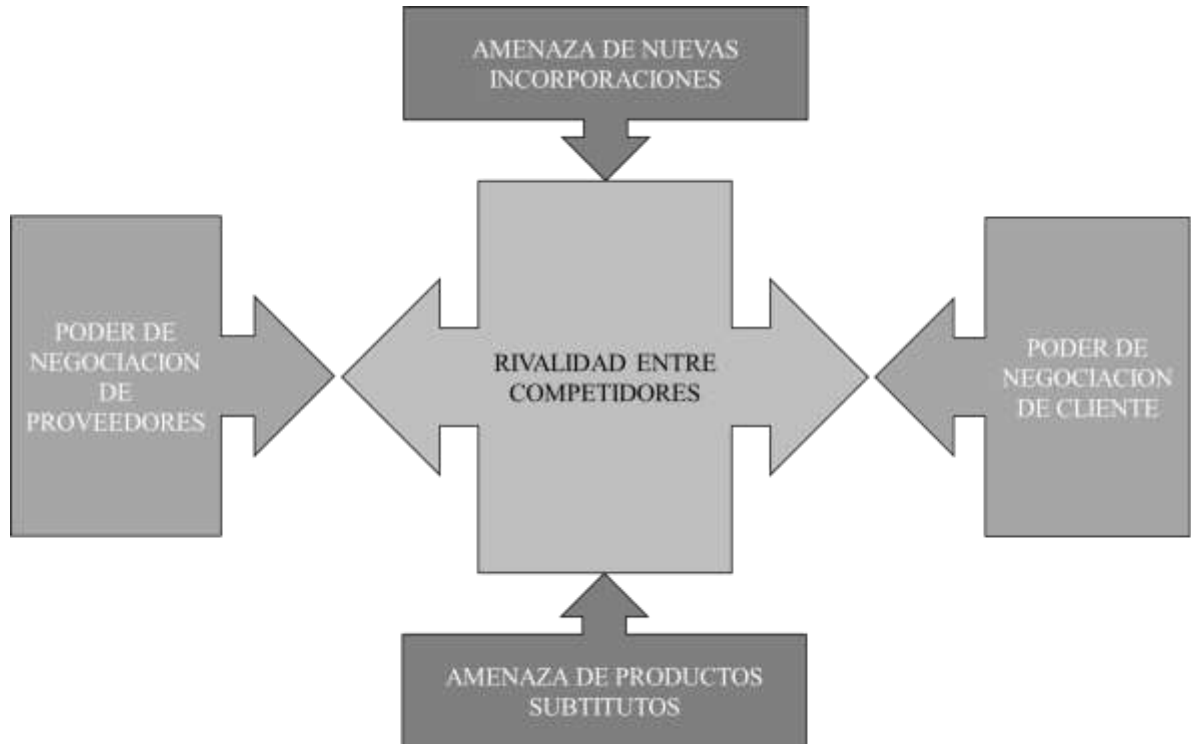 AMENAZA DE NUEVAS
INCORPORACIONES
PODER DE
NEGOCIACION
DE
PROVEEDORES
RIVALIDAD ENTRE
COMPETIDORES
PODER DE
NEGOCIACION
DE CLIENTE
AMENAZA DE PRODUCTOS
SUBTITUTOS